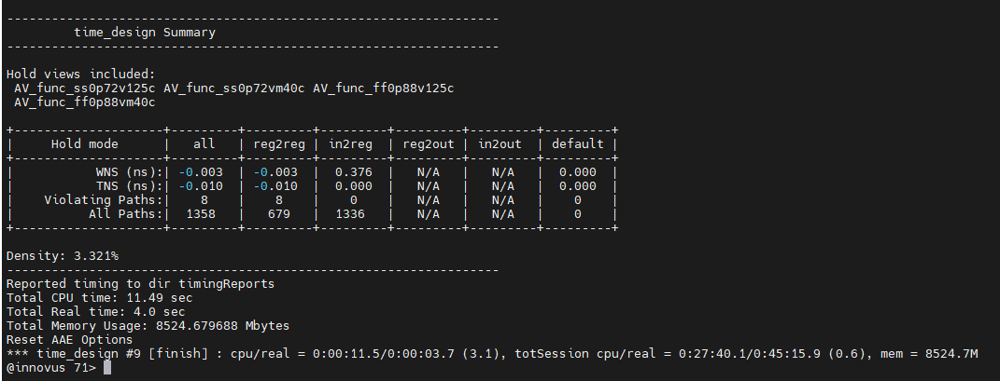 ------------------------------------------------------------------
         time_design Summary
------------------------------------------------------------------
Hold views included:
 AV_func_ss0p72v125c AV_func_ss0p72vm40c AV_func_ff0p88v125c
 AV_func_ff0p88vm40c
+--------------------+---------+---------+---------+---------+---------+---------+
|     Hold mode      |   all   | reg2reg | in2reg  | reg2out | in2out  | default |
+--------------------+---------+---------+---------+---------+---------+---------+
|           WNS (ns):| -0.003  | -0.003  |  0.376  |   N/A   |   N/A   |  0.000  |
|           TNS (ns):| -0.010  | -0.010  |  0.000  |   N/A   |   N/A   |  0.000  |
|    Violating Paths:|    8    |    8    |    0    |   N/A   |   N/A   |    0    |
|          All Paths:|  1358   |   679   |  1336   |   N/A   |   N/A   |    0    |
+--------------------+---------+---------+---------+---------+---------+---------+
Density: 3.321%
------------------------------------------------------------------
Reported timing to dir timingReports
Total CPU time: 11.49 sec
Total Real time: 4.0 sec
Total Memory Usage: 8524.679688 Mbytes
Reset AAE Options
*** time_design #9 [finish] : cpu/real = 0:00:11.5/0:00:03.7 (3.1), totSession cpu/real = 0:27:40.1/0:45:15.9 (0.6), mem = 8524.7M
@innovus 71>